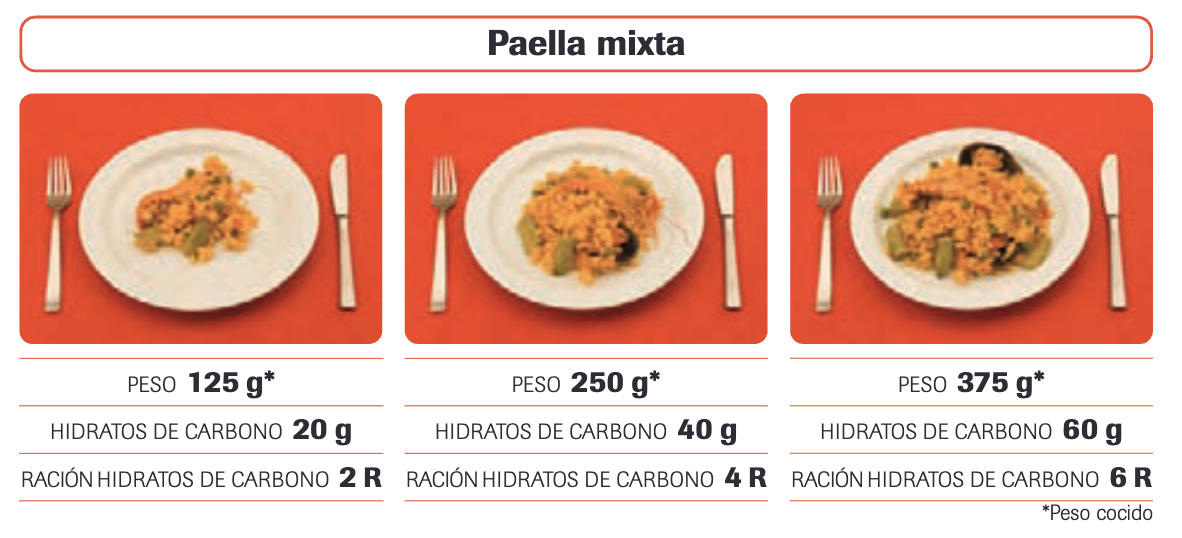 Paella mixta
PESO 125 g*
HIDRATOS DE CARBONO 20 g
RACIÓN HIDRATOS DE CARBONO 2 R
PESO 250 g*
HIDRATOS DE CARBONO 40 g
RACIÓN HIDRATOS DE CARBONO 4 R
PESO 375 g*
HIDRATOS DE CARBONO 60 g
RACIÓN HIDRATOS DE CARBONO 6 R
*Peso cocido